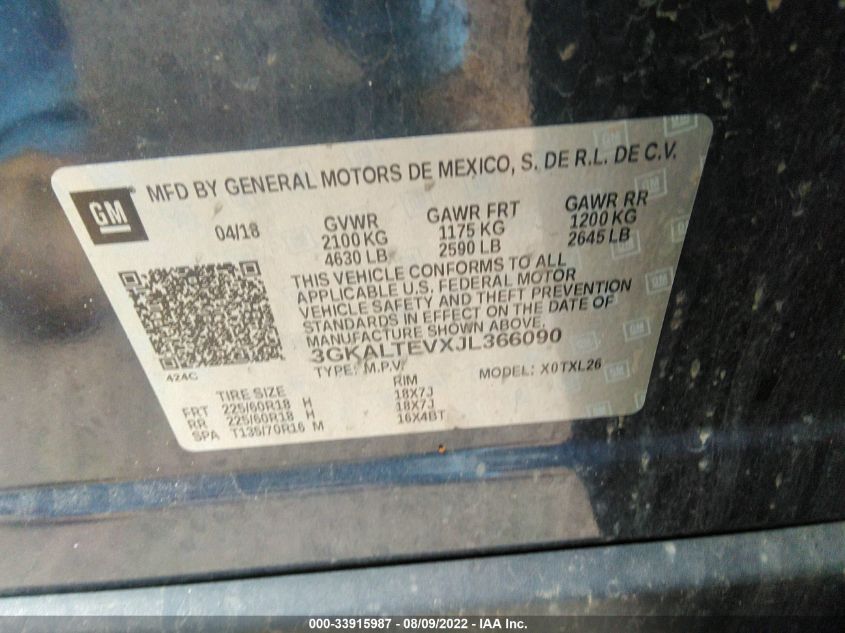 GM
MFD BY GENERAL MOTORS DE MEXICO, S. DE R.L. DE C.V.
04/18 GVWR GAWR FRT GAWR RR
2100 KG 1175 KG 1200 KG
4630 LB 2590 LB 2645 LB
THIS VEHICLE CONFORMS TO ALL
APPLICABLE U.S. FEDERAL MOTOR
VEHICLE SAFETY AND THEFT PREVENTION
STANDARDS IN EFFECT ON THE DATE OF
MANUFACTURE SHOWN ABOVE.
3GKALTEVXJL366090
424C
TYPE: M.P.V. MODEL: X0TXL26
TIRE SIZE RIM
FRT 225/60R18 H 18X7J
RR 225/60R18 H 18X7J
SPA T135/70R16 M 16X4BT
000-33915987 - 08/09/2022 - IAA Inc.